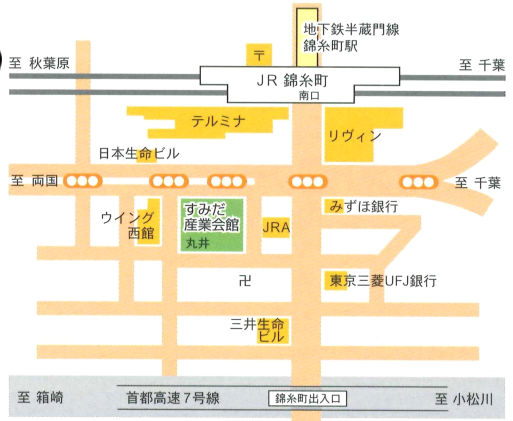 地下鉄半蔵門線
錦糸町駅
至 秋葉原
〒
至 千葉
JR 錦糸町
南口
テルミナ
リヴィン
日本生命ビル
至 両国
至 千葉
ウイング
西館
すみだ
産業会館
丸井
JRA
みずほ銀行
卍
東京三菱UFJ銀行
三井生命
ビル
至 箱崎
首都高速7号線
錦糸町出入口
至 小松川